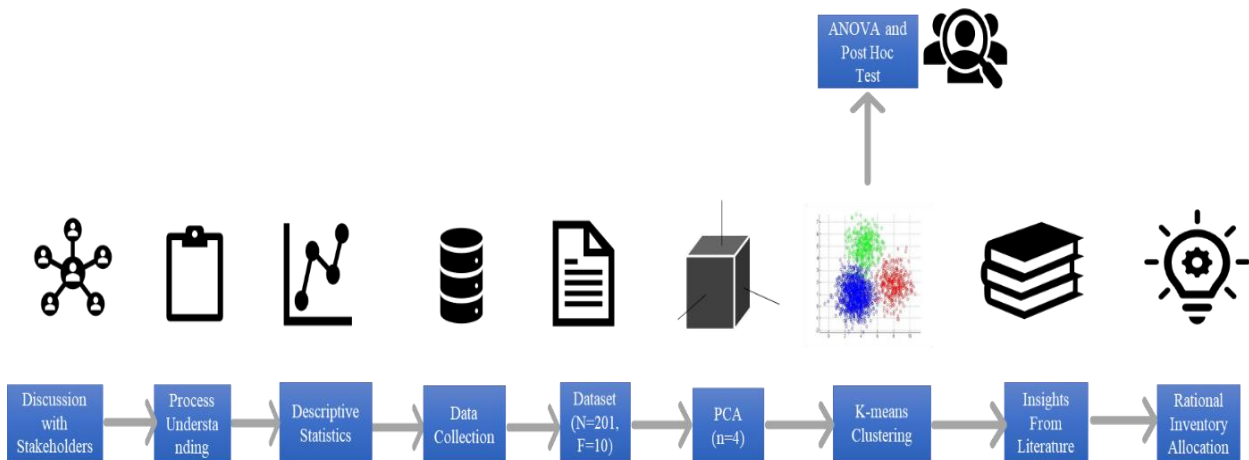 ANOVA and
Post Hoc
Test
Discussion
with
Stakeholders
Process
Understa
nding
Descriptive
Statistics
Data
Collection
Dataset
(N=201,
F=10)
PCA
(n=4)
K-means
Clustering
Insights
From
Literature
Rational
Inventory
Allocation